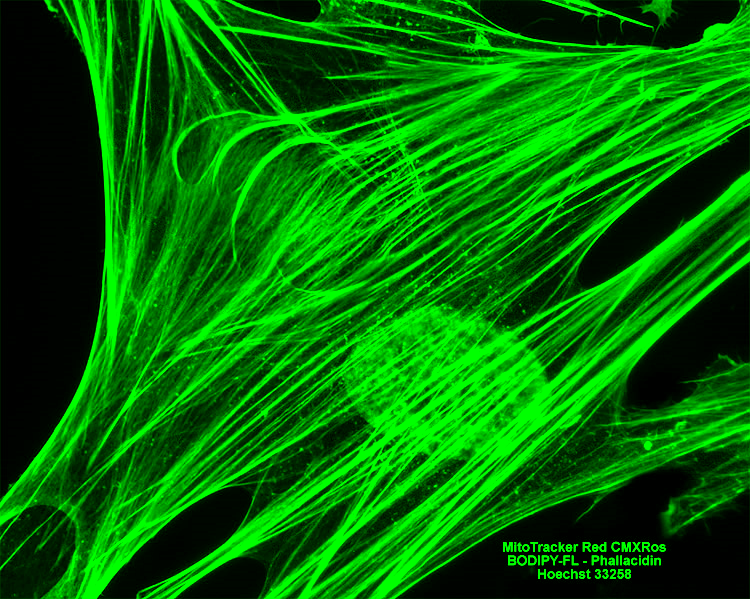 MitoTracker Red CMXRos
BODIPY-FL - Phallacidin
Hoechst 33258